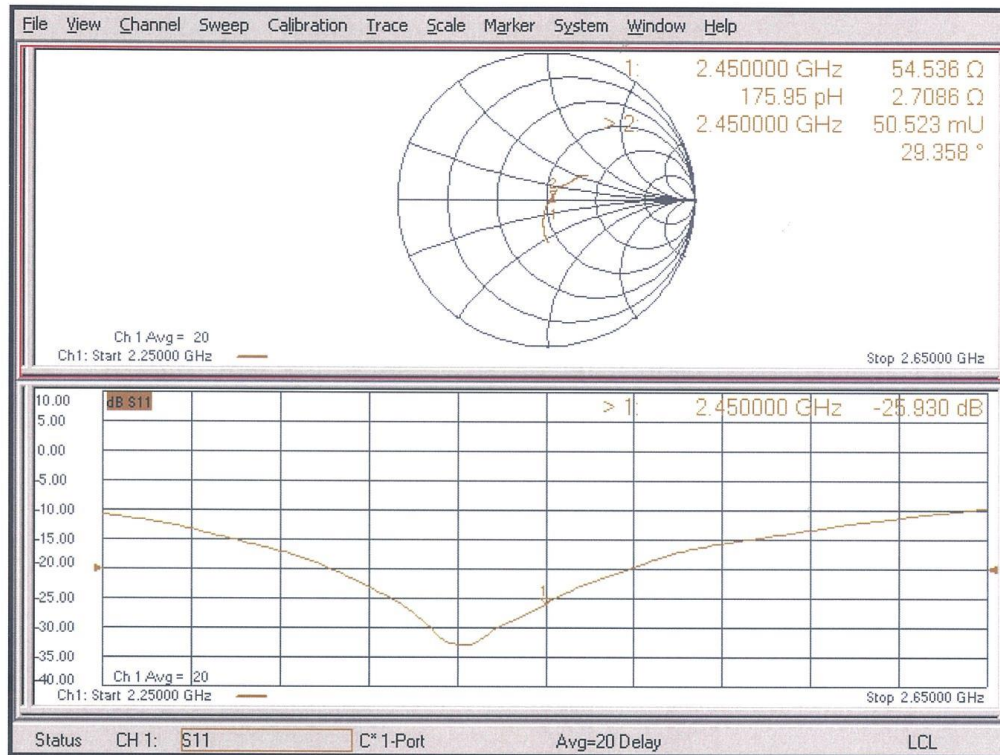 File View Channel Sweep Calibration Trace Scale Marker System Window Help
1: 2.450000 GHz 54.536 Ω
175.95 pH 2.7086 Ω
> 2: 2.450000 GHz 50.523 mU
29.358 °
2
1
Ch 1 Avg = 20
Ch1: Start 2.25000 GHz
Stop 2.65000 GHz
10.00
dB S11
> 1: 2.450000 GHz -25.930 dB
5.00
0.00
-5.00
-10.00
-15.00
-20.00
-25.00
1
-30.00
-35.00
-40.00
Ch 1 Avg = 20
Ch1: Start 2.25000 GHz
Stop 2.65000 GHz
Status CH 1: S11 C* 1-Port Avg=20 Delay LCL